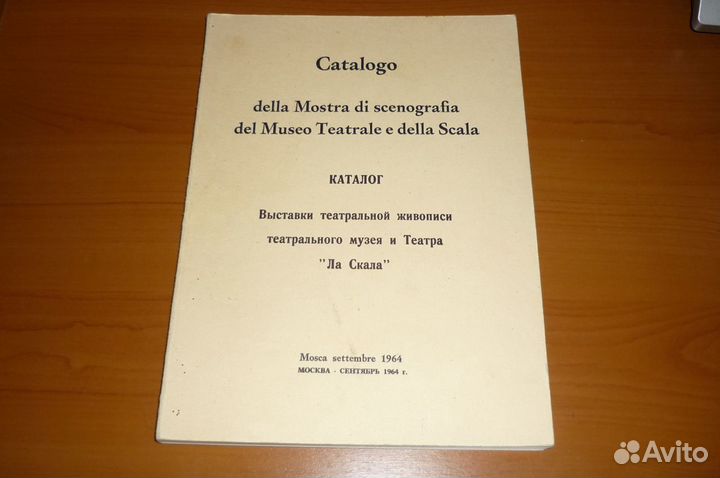 Catalogo
della Mostra di scenografia
del Museo Teatrale e della Scala
КАТАЛОГ
Выставки театральной живописи
театрального музея и Театра
"Ла Скала"
Mosca settembre 1964
МОСКВА - СЕНТЯБРЬ 1964 г.
Avito